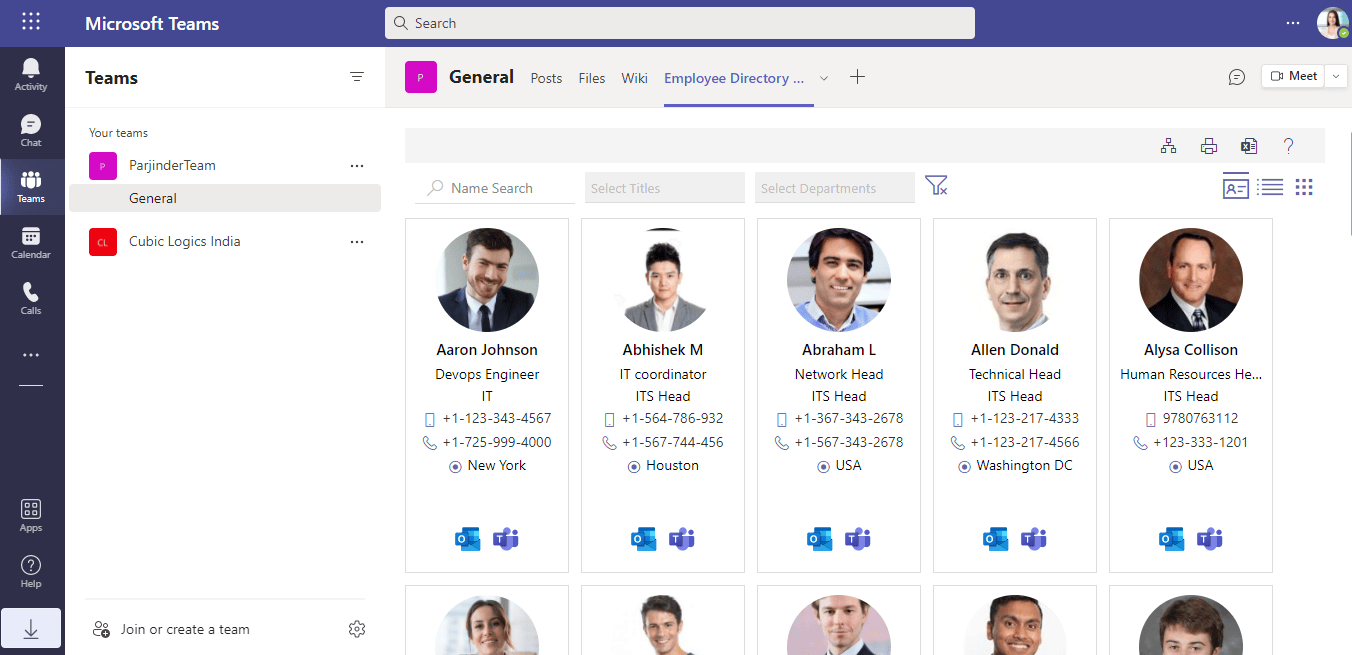 Microsoft Teams
Search
Activity
Chat
Teams
Calendar
Calls
Apps
Help
Teams
Your teams
P ParjinderTeam
General
CL Cubic Logics India
Join or create a team
P General Posts Files Wiki Employee Directory ...
Meet
Name Search Select Titles Select Departments
Aaron Johnson
Devops Engineer
IT
+1-123-343-4567
+1-725-999-4000
New York
Abhishek M
IT coordinator
ITS Head
+1-564-786-932
+1-567-744-456
Houston
Abraham L
Network Head
ITS Head
+1-367-343-2678
+1-567-343-2678
USA
Allen Donald
Technical Head
ITS Head
+1-123-217-4333
+1-123-217-4566
Washington DC
Alysa Collison
Human Resources He...
ITS Head
9780763112
+123-333-1201
USA